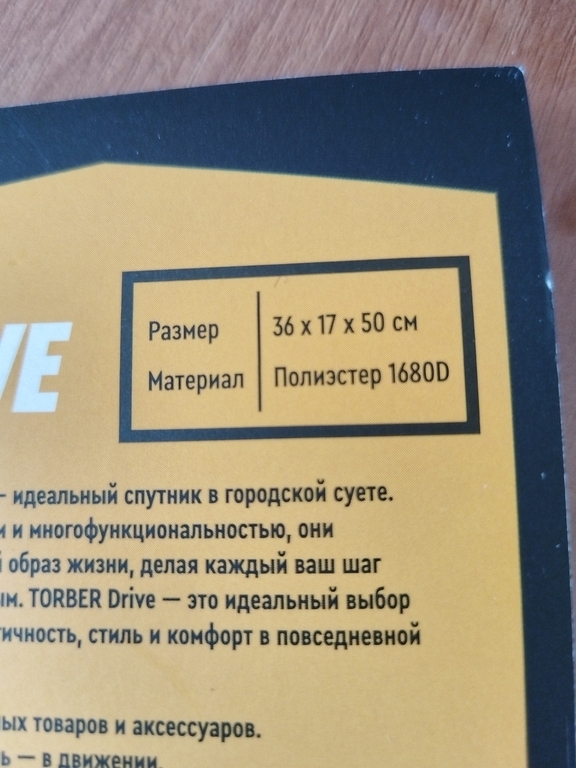 VE
Размер 36 x 17 x 50 см
Материал Полиэстер 1680D
– идеальный спутник в городской суете.
и и многофункциональностью, они
образ жизни, делая каждый ваш шаг
ым. TORBER Drive — это идеальный выбор
тичность, стиль и комфорт в повседневной
ых товаров и аксессуаров.
ь — в движении.